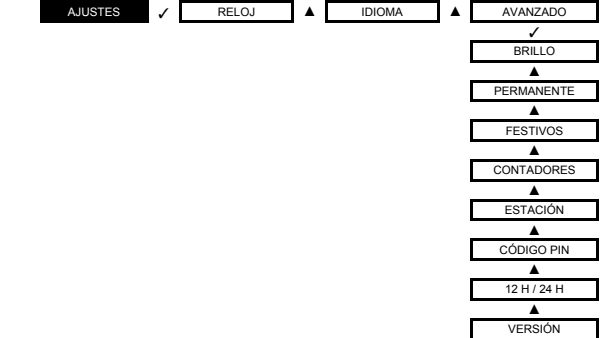 AJUSTES ✓ RELOJ ▲ IDIOMA ▲ AVANZADO
✓
BRILLO
▲
PERMANENTE
▲
FESTIVOS
▲
CONTADORES
▲
ESTACIÓN
▲
CÓDIGO PIN
▲
12 H / 24 H
▲
VERSIÓN